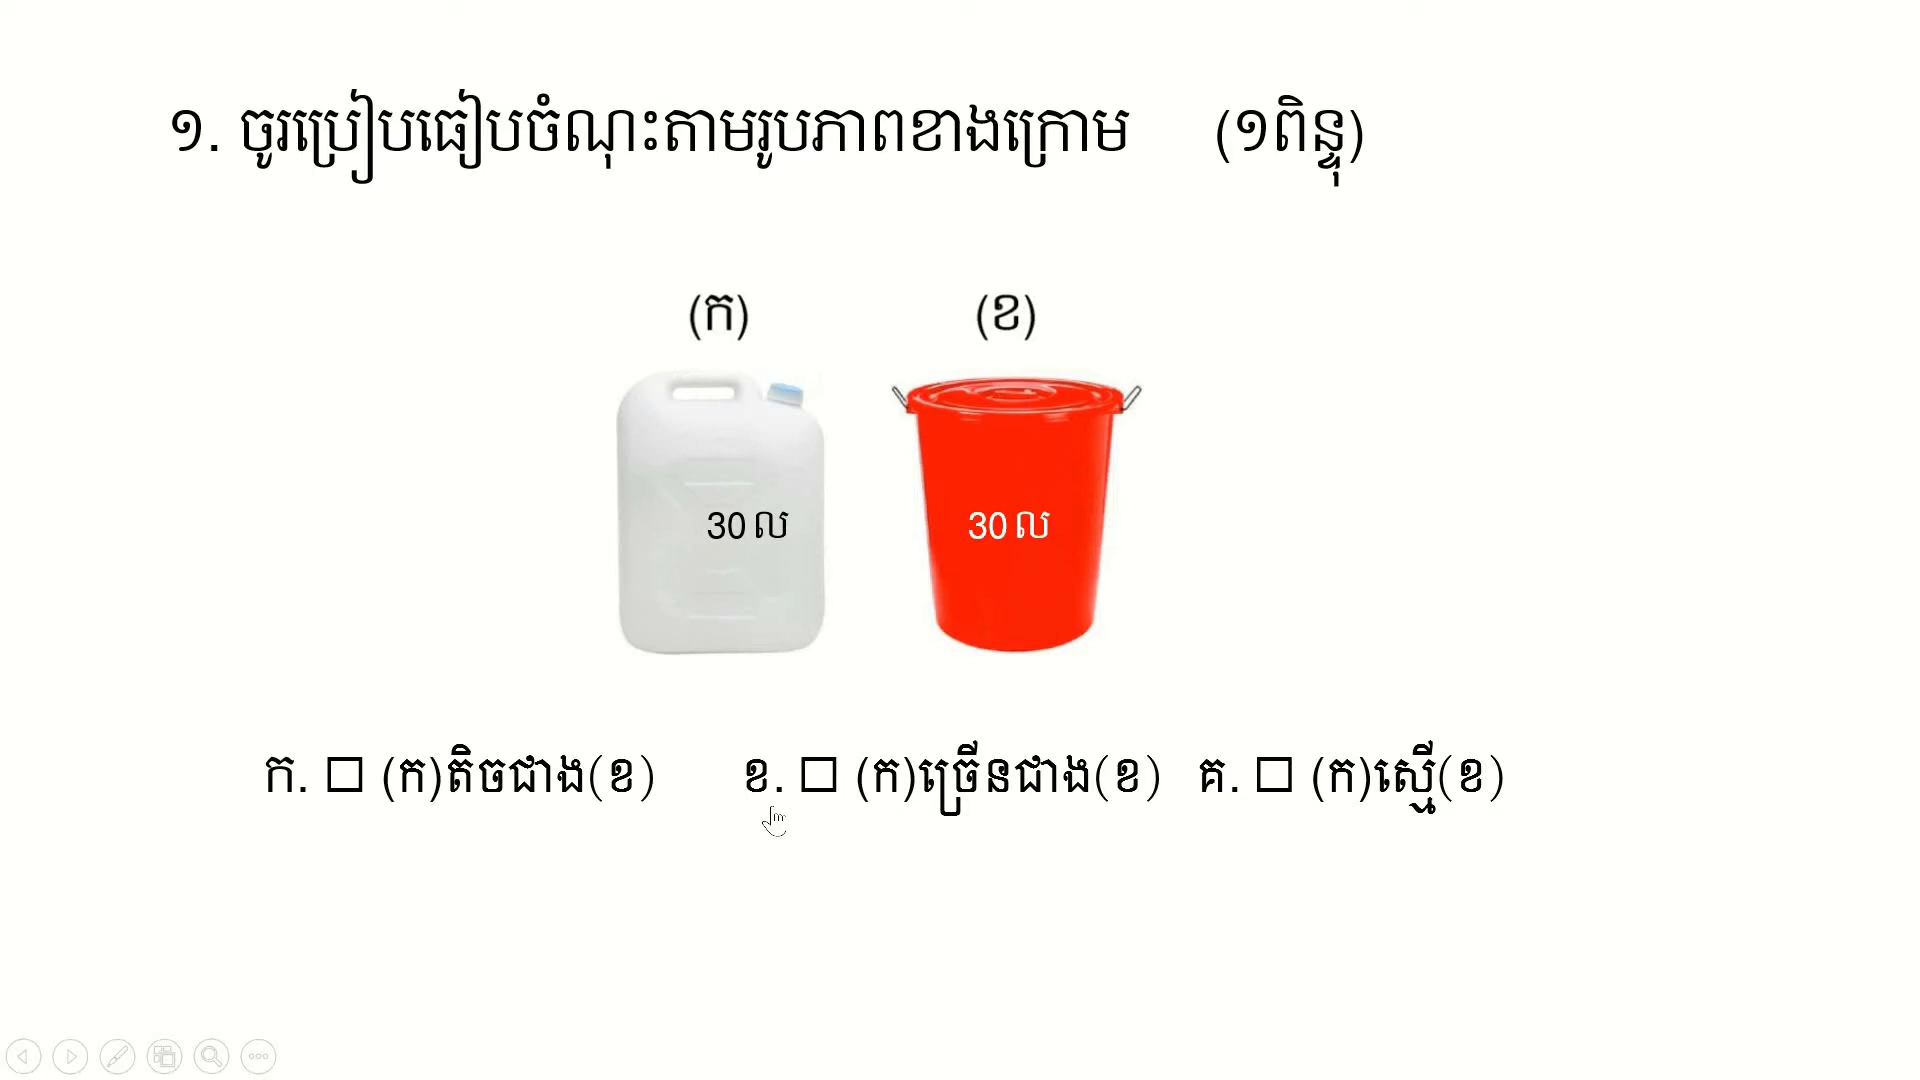 ១. ចូរប្រៀបធៀបចំណុះតាមរូបភាពខាងក្រោម (១ពិន្ទុ)
(ក) (ខ)
30 ល 30 ល
ក. □ (ក)តិចជាង(ខ) ខ. □ (ក)ច្រើនជាង(ខ) គ. □ (ក)ស្មើ(ខ)